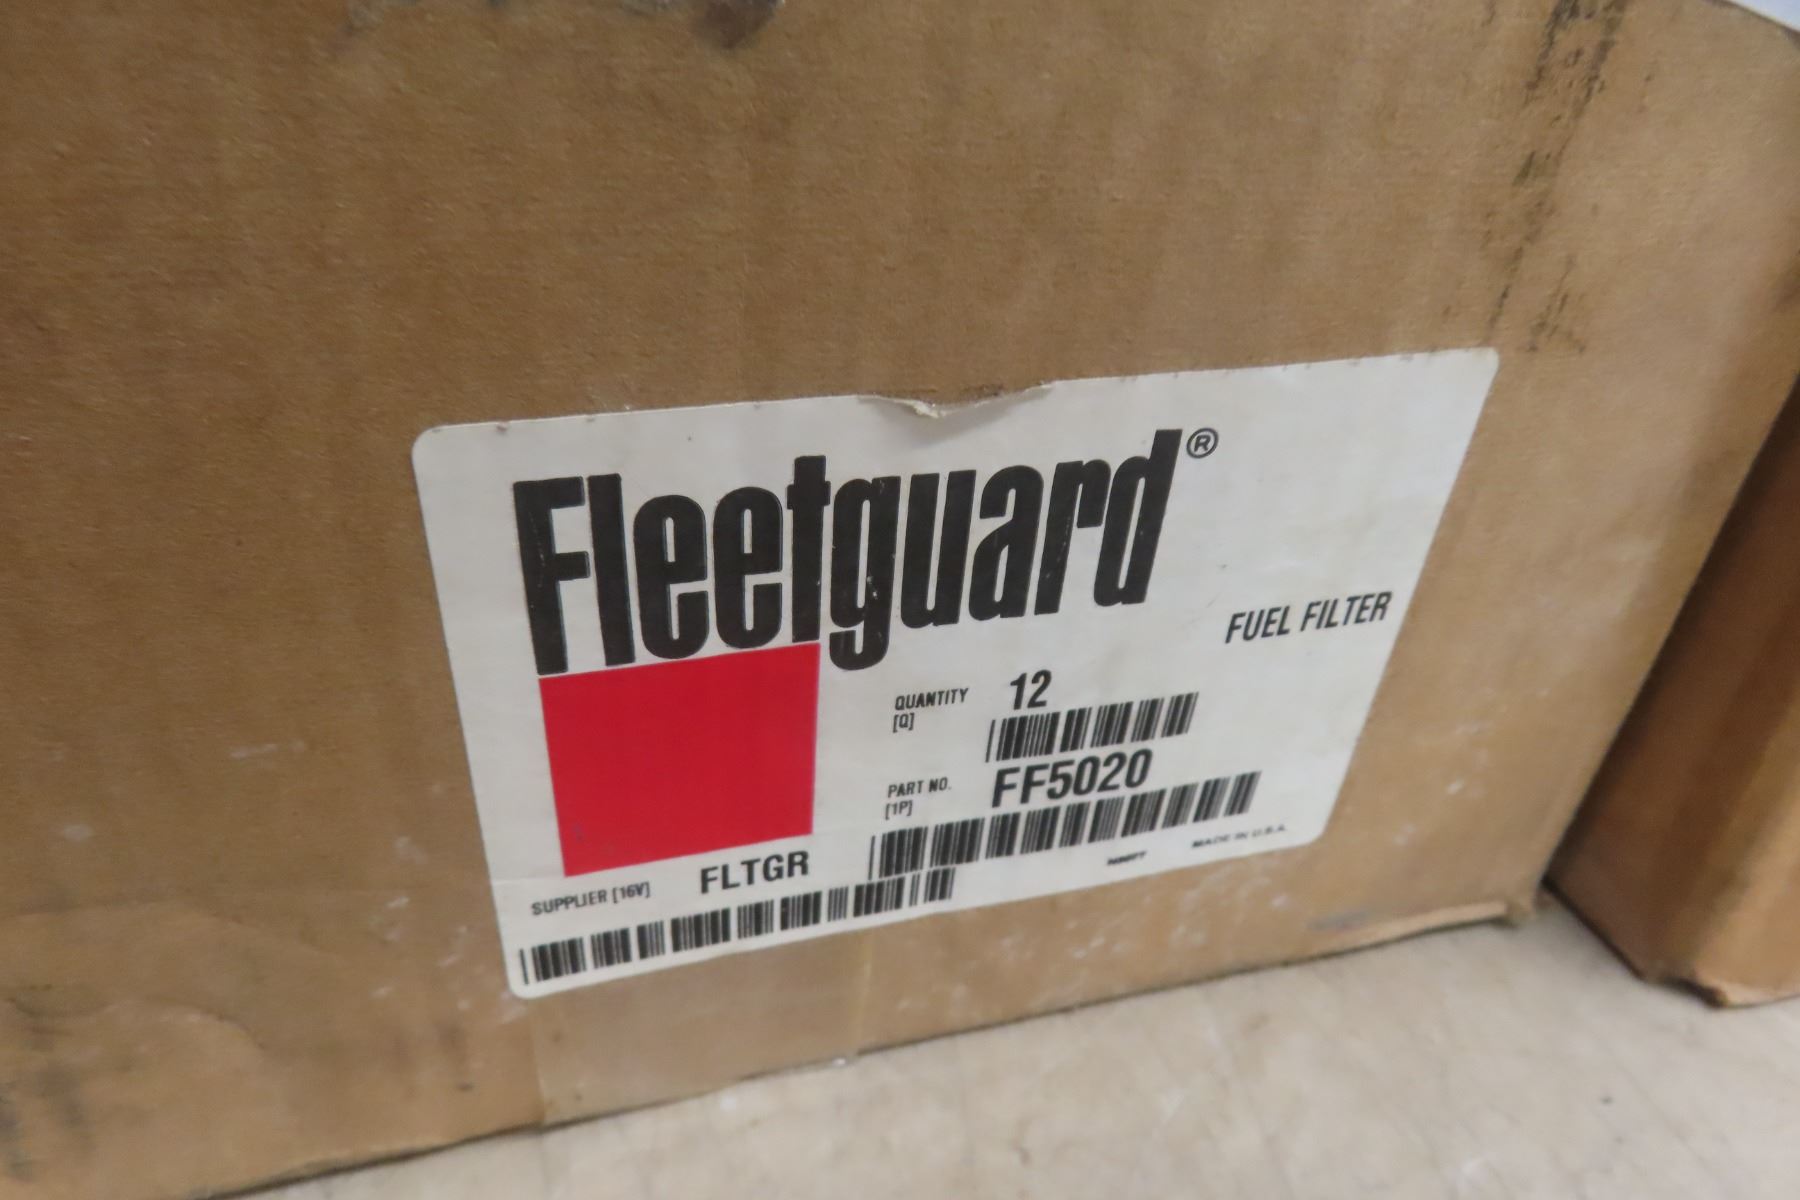 Fleetguard®
FUEL FILTER
QUANTITY 12
[Q]
PART NO. FF5020
[1P]
MADE IN U.S.A.
SUPPLIER [16V] FLTGR